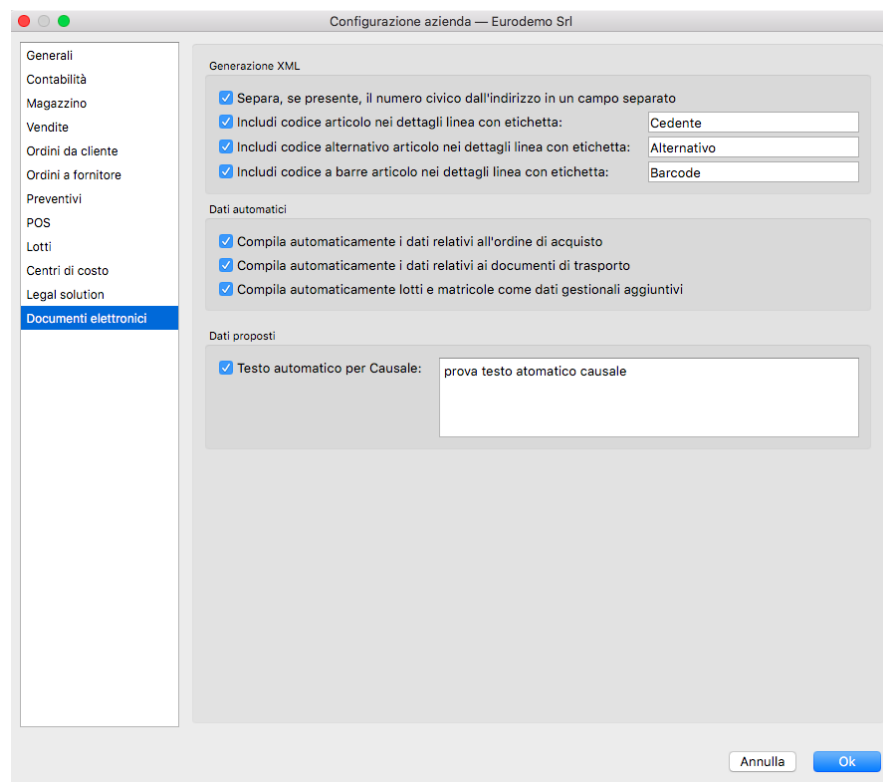 Configurazione azienda — Eurodemo Srl
Generali
Contabilità
Magazzino
Vendite
Ordini da cliente
Ordini a fornitore
Preventivi
POS
Lotti
Centri di costo
Legal solution
Documenti elettronici
Generazione XML
Separa, se presente, il numero civico dall'indirizzo in un campo separato
Includi codice articolo nei dettagli linea con etichetta: Cedente
Includi codice alternativo articolo nei dettagli linea con etichetta: Alternativo
Includi codice a barre articolo nei dettagli linea con etichetta: Barcode
Dati automatici
Compila automaticamente i dati relativi all'ordine di acquisto
Compila automaticamente i dati relativi ai documenti di trasporto
Compila automaticamente lotti e matricole come dati gestionali aggiuntivi
Dati proposti
Testo automatico per Causale: prova testo atomatico causale
Annulla Ok